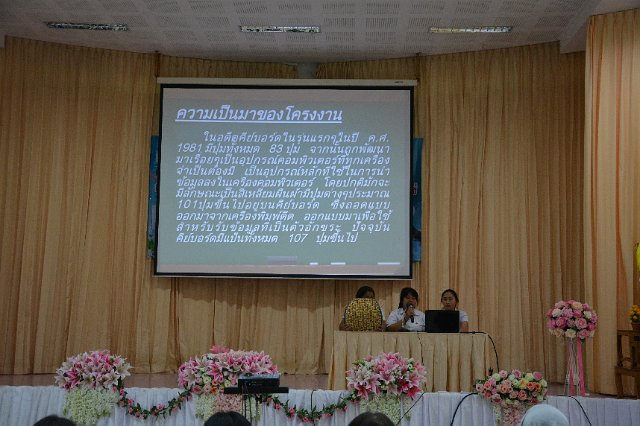 ความเป็นมาของโครงงาน
ในอดีตคีย์บอร์ดในรุ่นแรกๆในปี ค.ศ.
1981 มีปุ่มทั้งหมด 83 ปุ่ม จากนั้นถูกพัฒนา
มาเรื่อยๆเป็นอุปกรณ์คอมพิวเตอร์ที่ทุกเครื่อง
จำเป็นต้องมี เป็นอุปกรณ์หลักที่ใช้ในการนำ
ข้อมูลลงในเครื่องคอมพิวเตอร์ โดยปกติมักจะ
มีลักษณะเป็นสี่เหลี่ยมผืนผ้ามีปุ่มต่างๆประมาณ
101ปุ่มขึ้นไปอยู่บนคีย์บอร์ด ซึ่งถอดแบบ
ออกมาจากเครื่องพิมพ์ดีด ออกแบบมาเพื่อใช้
สำหรับรับข้อมูลที่เป็นตัวอักขระ ปัจจุบัน
คีย์บอร์ดมีแป้นทั้งหมด 107 ปุ่มขึ้นไป